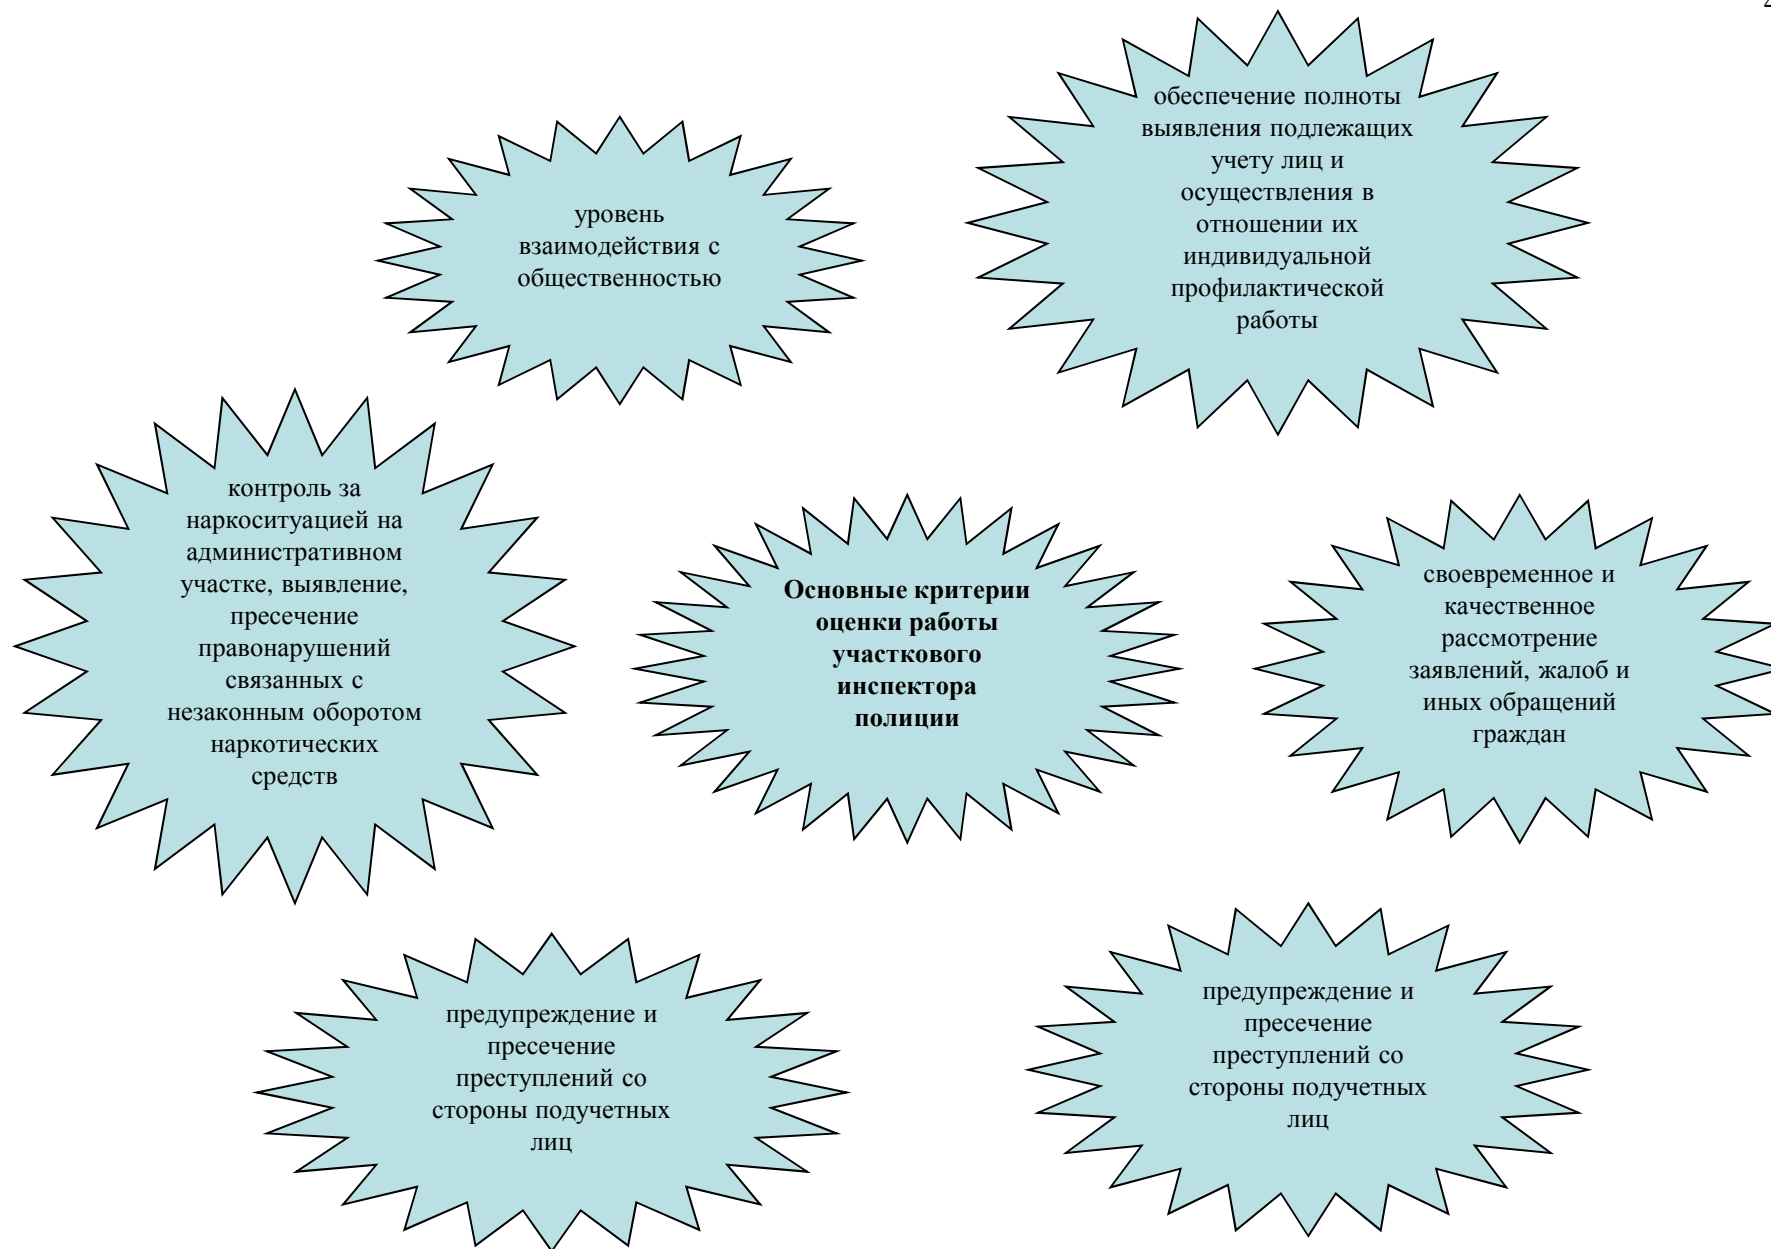 уровень
взаимодействия с
общественностью
обеспечение полноты
выявления подлежащих
учету лиц и
осуществления в
отношении их
индивидуальной
профилактической
работы
контроль за
наркоситуацией на
административном
участке, выявление,
пресечение
правонарушений
связанных с
незаконным оборотом
наркотических
средств
Основные критерии
оценки работы
участкового
инспектора
полиции
своевременное и
качественное
рассмотрение
заявлений, жалоб и
иных обращений
граждан
предупреждение и
пресечение
преступлений со
стороны подучетных
лиц
предупреждение и
пресечение
преступлений со
стороны подучетных
лиц